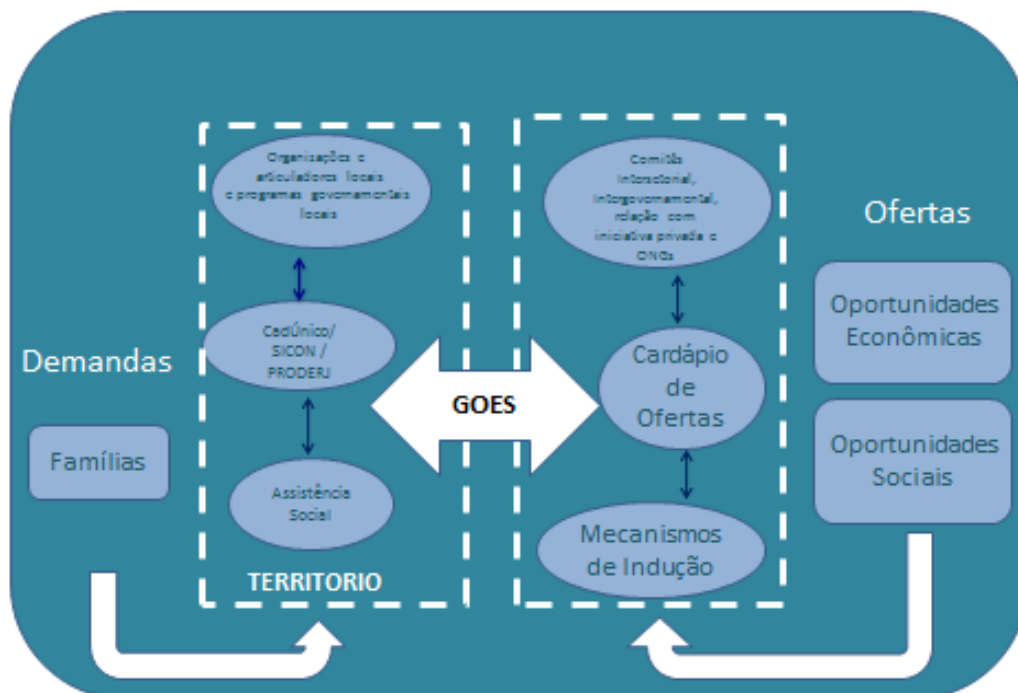 Demandas
Famílias
Organizações e
articuladores locais
e programas governamentais
locais
CadÚnico/
SICON /
PRODERJ
Assistência
Social
TERRITORIO
GOES
Comitês
Intersetorial,
Intergovernamental,
relação com
iniciativa privada e
ONGs
Cardápio
de
Ofertas
Mecanismos
de Indução
Ofertas
Oportunidades
Econômicas
Oportunidades
Sociais